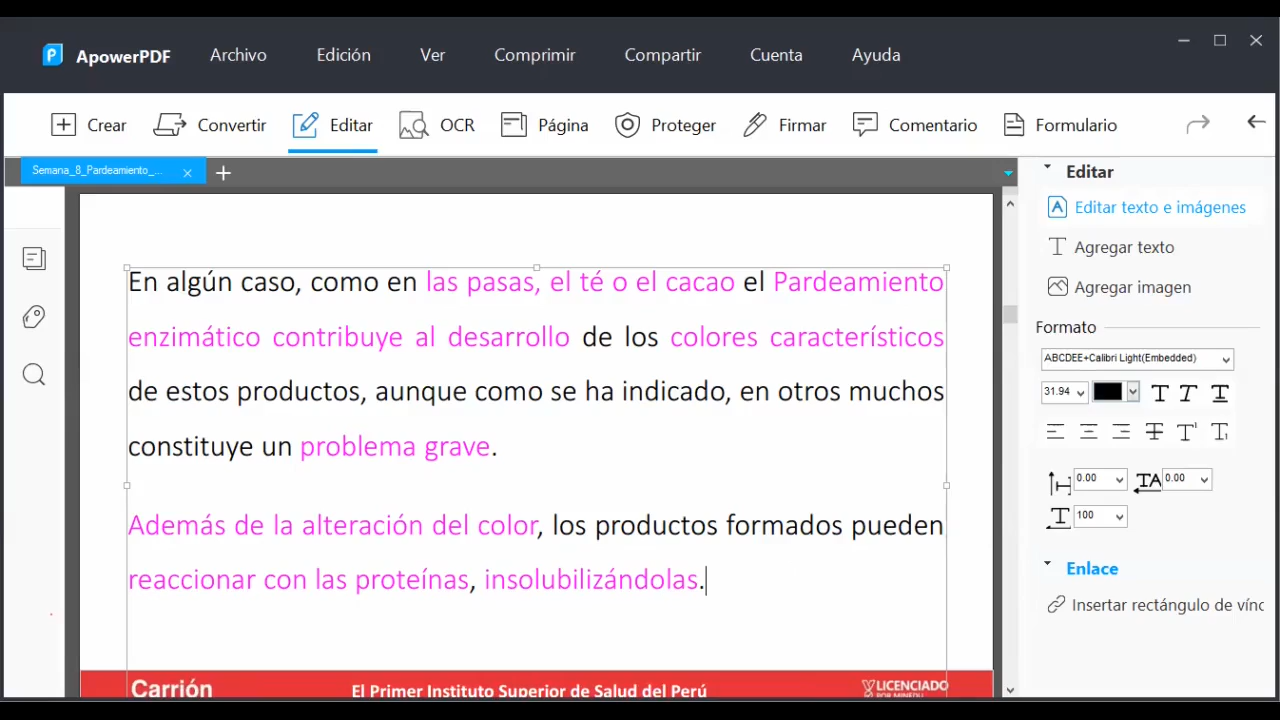 ApowerPDF Archivo Edición Ver Comprimir Compartir Cuenta Ayuda
Crear Convertir Editar OCR Página Proteger Firmar Comentario Formulario
Semana_8_Pardeamiento_...
Editar
Editar texto e imágenes
Agregar texto
Agregar imagen
Formato
ABCDEE+Calibri Light(Embedded)
31.94
0.00 0.00
100
Enlace
Insertar rectángulo de vínc
En algún caso, como en las pasas, el té o el cacao el Pardeamiento
enzimático contribuye al desarrollo de los colores característicos
de estos productos, aunque como se ha indicado, en otros muchos
constituye un problema grave.
Además de la alteración del color, los productos formados pueden
reaccionar con las proteínas, insolubilizándolas.
Carrión El Primer Instituto Superior de Salud del Perú LICENCIADO
POR MINEDU